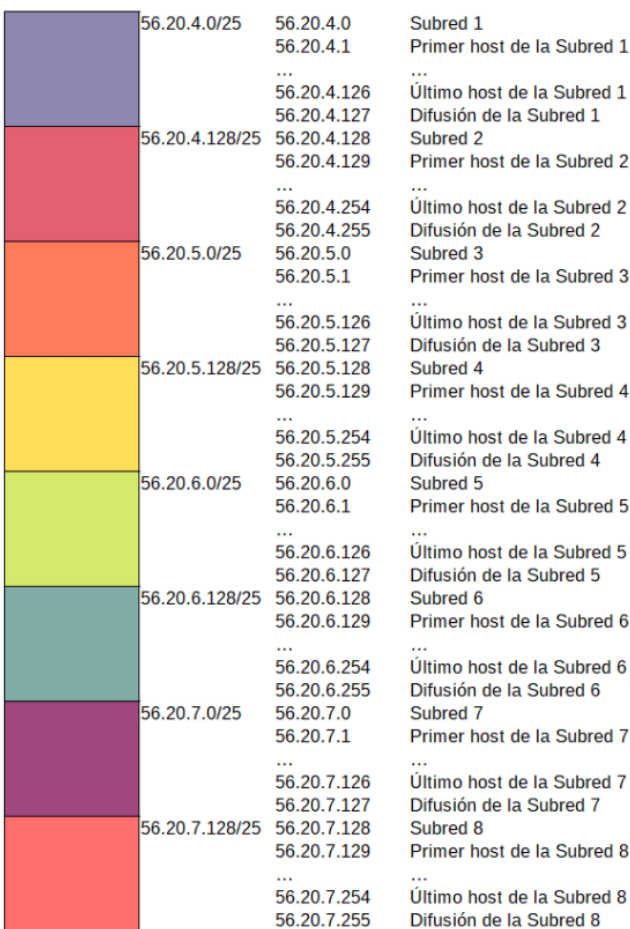 56.20.4.0/25 56.20.4.0 Subred 1
56.20.4.1 Primer host de la Subred 1
... ...
56.20.4.126 Último host de la Subred 1
56.20.4.127 Difusión de la Subred 1
56.20.4.128/25 56.20.4.128 Subred 2
56.20.4.129 Primer host de la Subred 2
... ...
56.20.4.254 Último host de la Subred 2
56.20.4.255 Difusión de la Subred 2
56.20.5.0/25 56.20.5.0 Subred 3
56.20.5.1 Primer host de la Subred 3
... ...
56.20.5.126 Último host de la Subred 3
56.20.5.127 Difusión de la Subred 3
56.20.5.128/25 56.20.5.128 Subred 4
56.20.5.129 Primer host de la Subred 4
... ...
56.20.5.254 Último host de la Subred 4
56.20.5.255 Difusión de la Subred 4
56.20.6.0/25 56.20.6.0 Subred 5
56.20.6.1 Primer host de la Subred 5
... ...
56.20.6.126 Último host de la Subred 5
56.20.6.127 Difusión de la Subred 5
56.20.6.128/25 56.20.6.128 Subred 6
56.20.6.129 Primer host de la Subred 6
... ...
56.20.6.254 Último host de la Subred 6
56.20.6.255 Difusión de la Subred 6
56.20.7.0/25 56.20.7.0 Subred 7
56.20.7.1 Primer host de la Subred 7
... ...
56.20.7.126 Último host de la Subred 7
56.20.7.127 Difusión de la Subred 7
56.20.7.128/25 56.20.7.128 Subred 8
56.20.7.129 Primer host de la Subred 8
... ...
56.20.7.254 Último host de la Subred 8
56.20.7.255 Difusión de la Subred 8